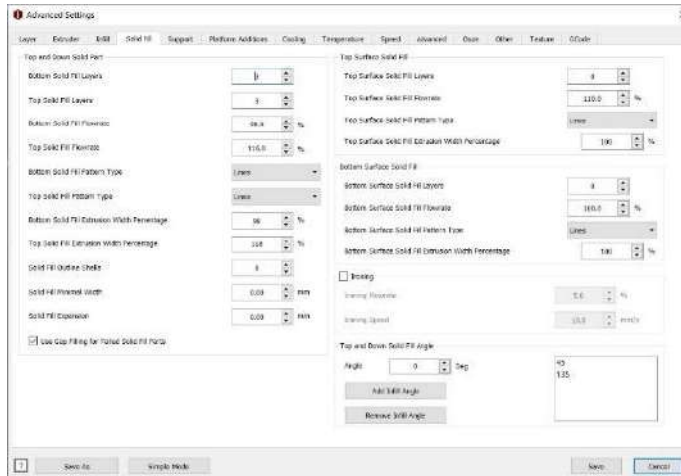 Advanced Settings
Layer Extruder Infill Solid Fill Support Platform Additions Cooling Temperature Speed Advanced Ooze Other Texture GCode
Top and Down Solid Part
Bottom Solid Fill Layers
Top Solid Fill Layers 3
Bottom Solid Fill Flowrate %
Top Solid Fill Flowrate %
Bottom Solid Fill Pattern Type Lines
Top Solid Fill Pattern Type Lines
Bottom Solid Fill Extrusion Width Percentage %
Top Solid Fill Extrusion Width Percentage %
Solid Fill Outline Shells 0
Solid Fill Minimal Width 0.00 mm
Solid Fill Expansion 0.00 mm
Use Gap Filling for Paired Solid Fill Parts
Top Surface Solid Fill
Top Surface Solid Fill Layers 0
Top Surface Solid Fill Flowrate 110.0 %
Top Surface Solid Fill Pattern Type Lines
Top Surface Solid Fill Extrusion Width Percentage 100 %
Bottom Surface Solid Fill
Bottom Surface Solid Fill Layers 0
Bottom Surface Solid Fill Flowrate 100.0 %
Bottom Surface Solid Fill Pattern Type Lines
Bottom Surface Solid Fill Extrusion Width Percentage 100 %
Ironing
Ironing Flowrate 5.0 %
Ironing Speed mm/s
Top and Down Solid Fill Angle
Angle 0 Deg
Add Infill Angle
Remove Infill Angle
45
135
? Save As Simple Mode Save Cancel